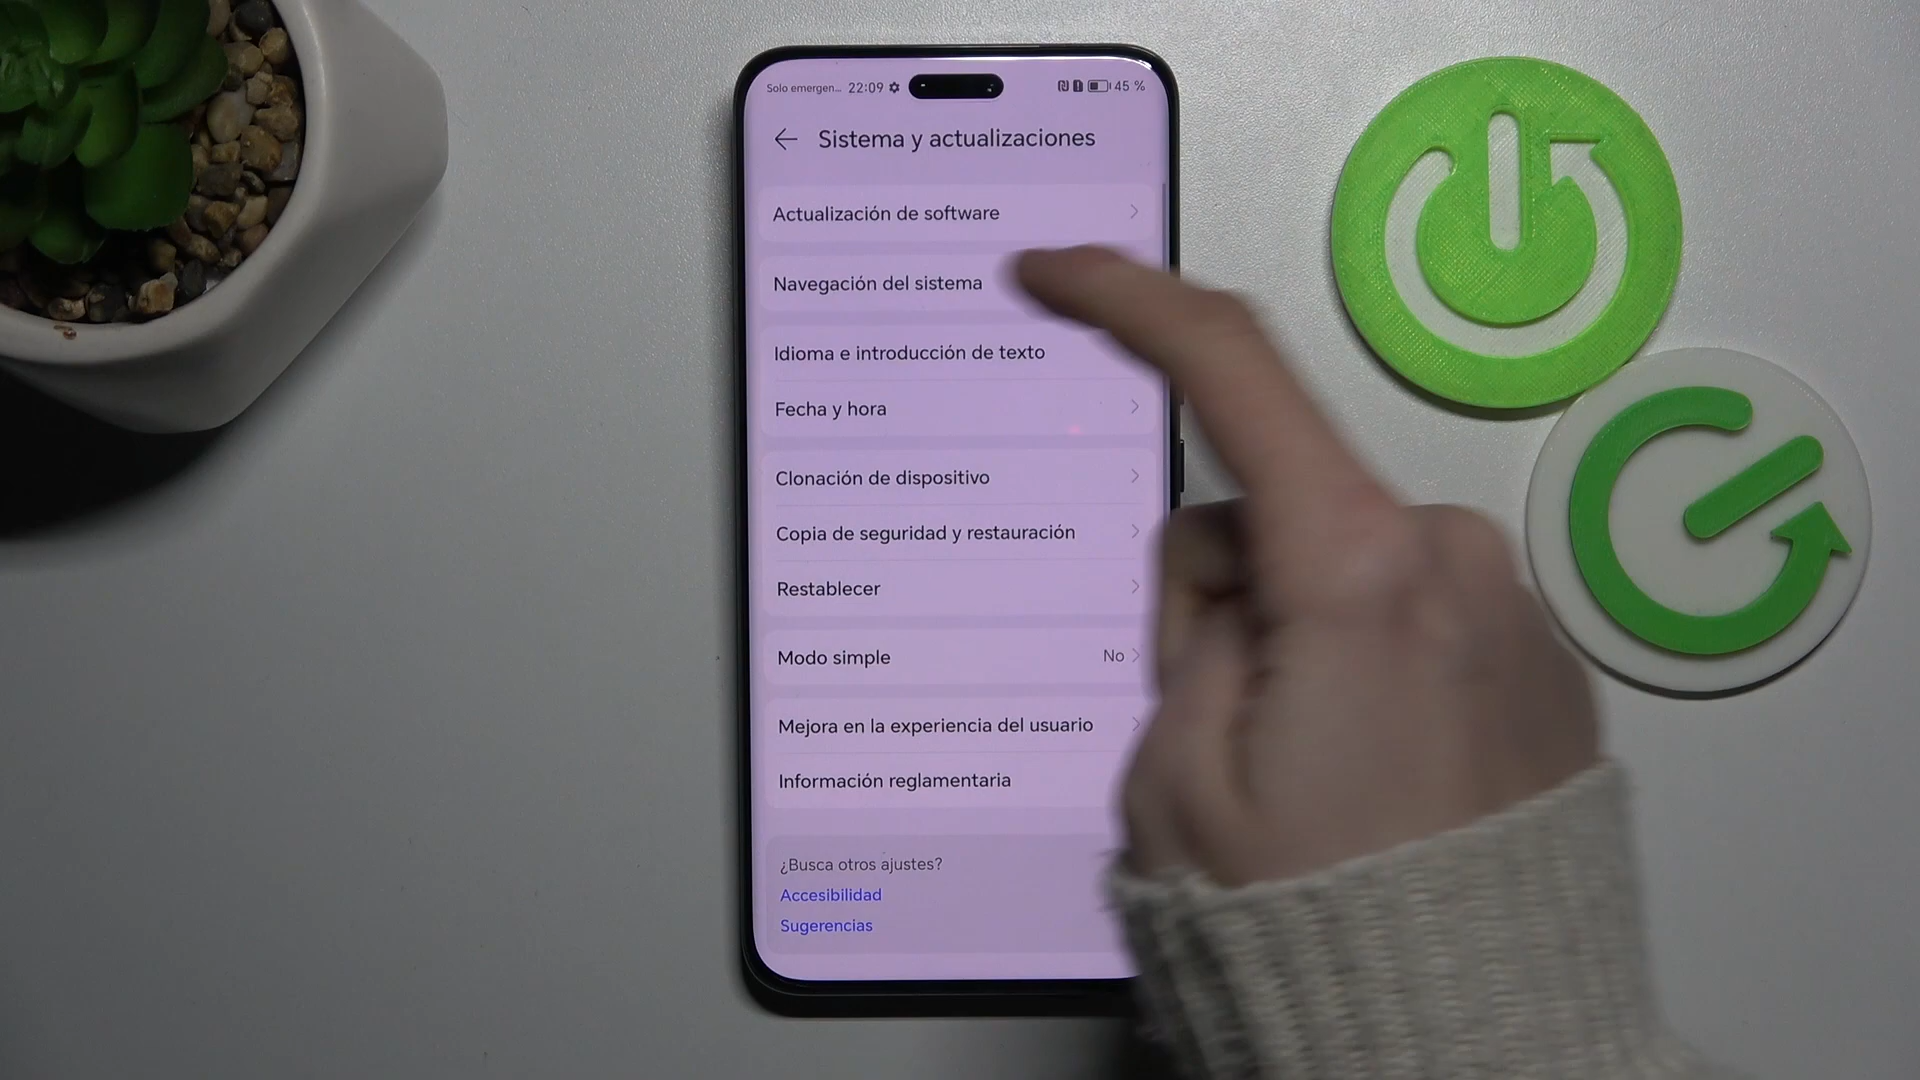 Solo emergen... 22:09 45 %
Sistema y actualizaciones
Actualización de software
Navegación del sistema
Idioma e introducción de texto
Fecha y hora
Clonación de dispositivo
Copia de seguridad y restauración
Restablecer
Modo simple No
Mejora en la experiencia del usuario
Información reglamentaria
¿Busca otros ajustes?
Accesibilidad
Sugerencias